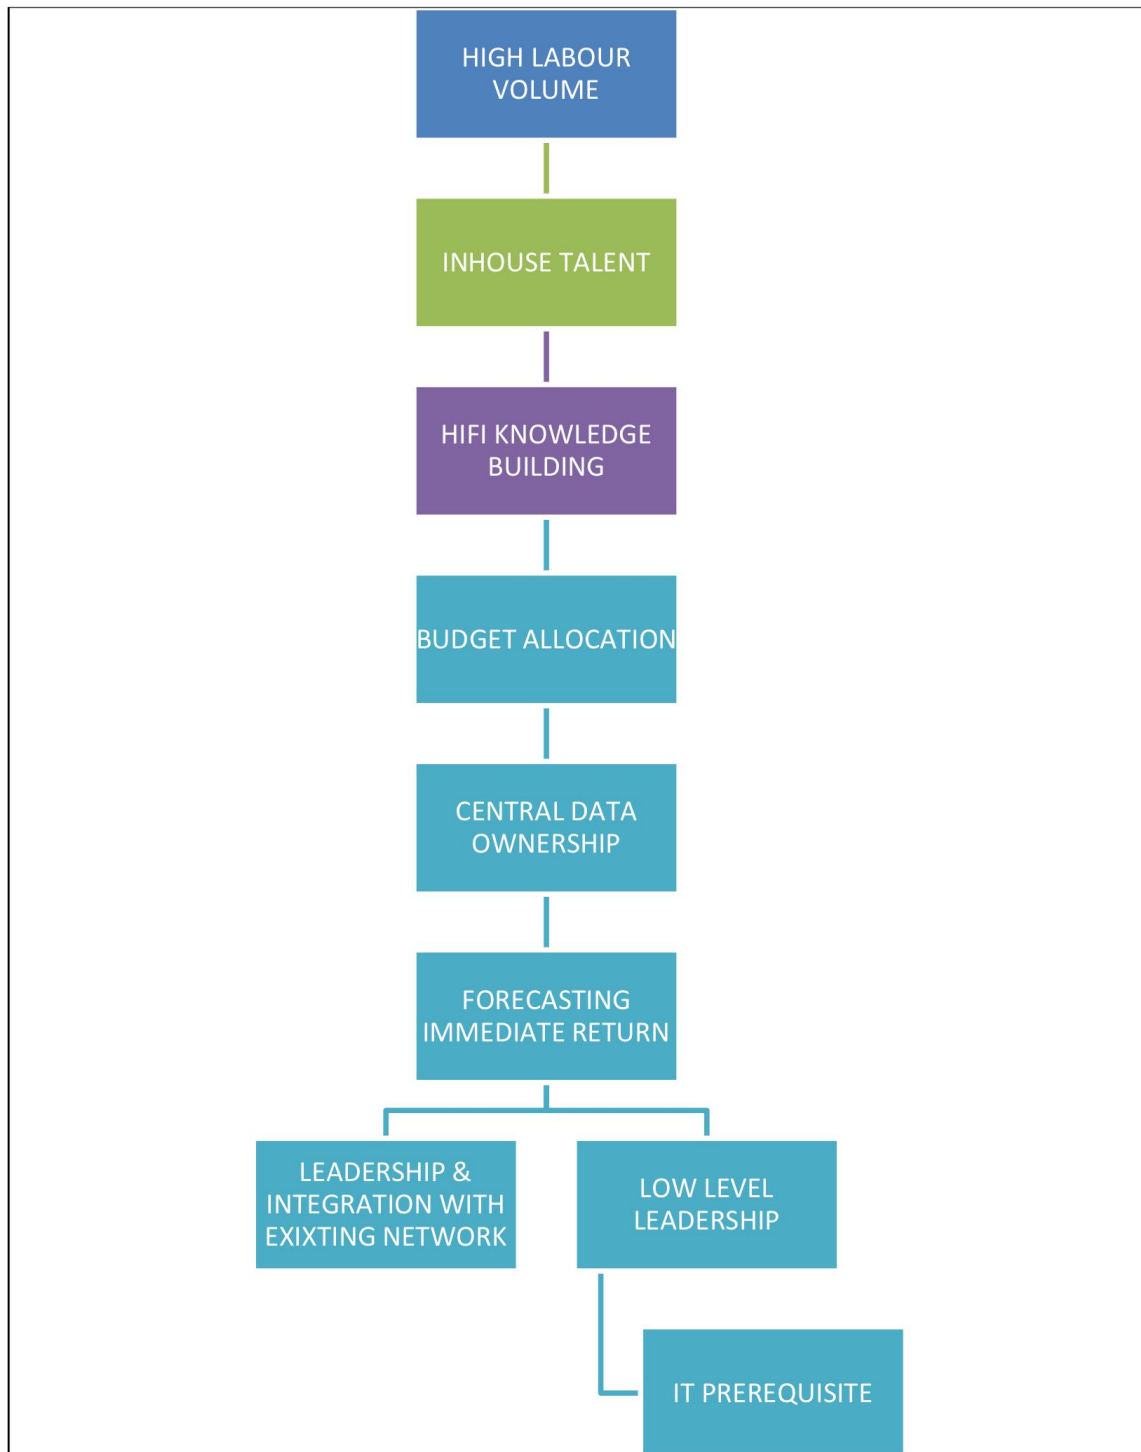 HIGH LABOUR
VOLUME
INHOUSE TALENT
HIFI KNOWLEDGE
BUILDING
BUDGET ALLOCATION
CENTRAL DATA
OWNERSHIP
FORECASTING
IMMEDIATE RETURN
LEADERSHIP &
INTEGRATION WITH
EXIXTING NETWORK
LOW LEVEL
LEADERSHIP
IT PREREQUISITE